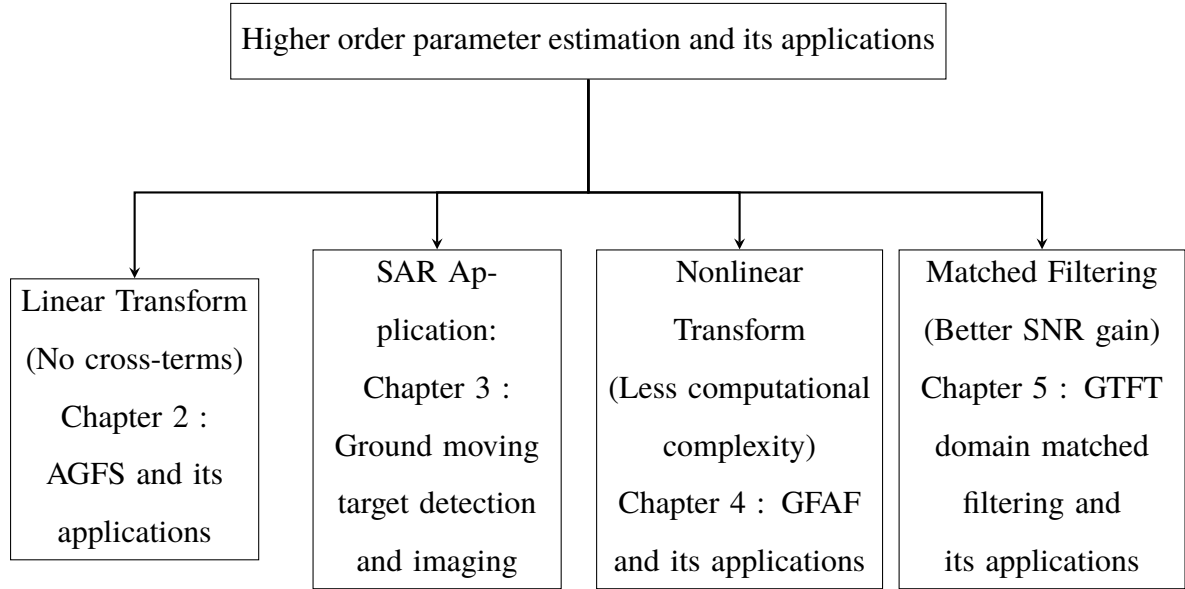 Higher order parameter estimation and its applications
Linear Transform
(No cross-terms)
Chapter 2 :
AGFS and its
applications
SAR Ap-
plication:
Chapter 3 :
Ground moving
target detection
and imaging
Nonlinear
Transform
(Less computational
complexity)
Chapter 4 : GFAF
and its applications
Matched Filtering
(Better SNR gain)
Chapter 5 : GTFT
domain matched
filtering and
its applications